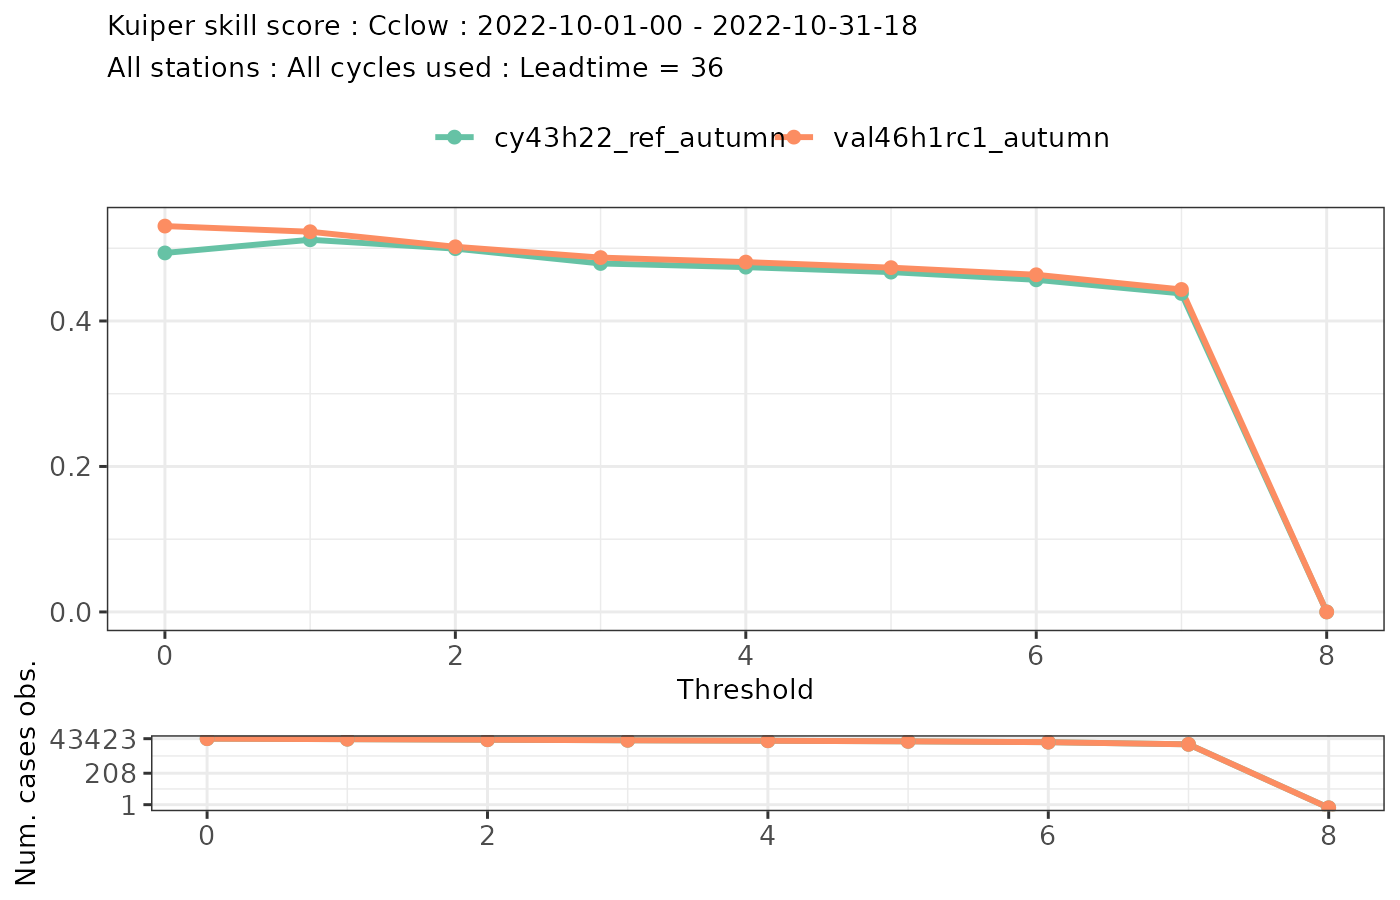 Kuiper skill score : Cclow : 2022-10-01-00 - 2022-10-31-18
All stations : All cycles used : Leadtime = 36
cy43h22_ref_autumn val46h1rc1_autumn
0.4
0.2
0.0
0 2 4 6 8
Threshold
Num. cases obs.
43423
208
1
0 2 4 6 8